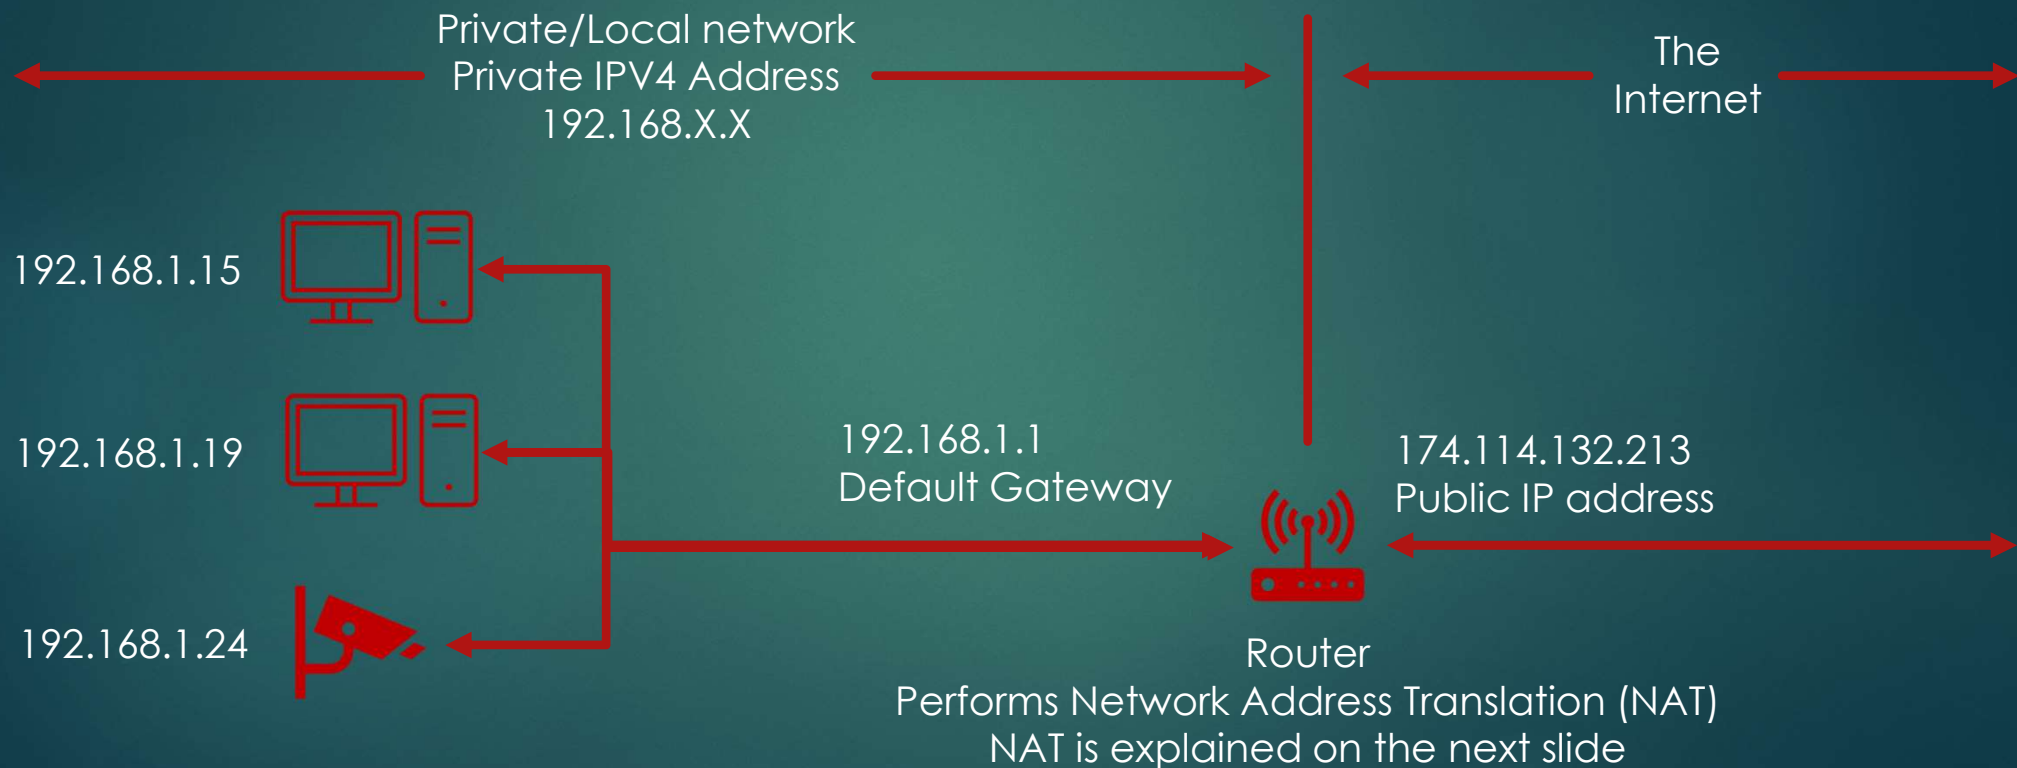 Private/Local network
Private IPV4 Address
192.168.X.X
The
Internet
192.168.1.15
192.168.1.19
192.168.1.24
192.168.1.1
Default Gateway
174.114.132.213
Public IP address
Router
Performs Network Address Translation (NAT)
NAT is explained on the next slide